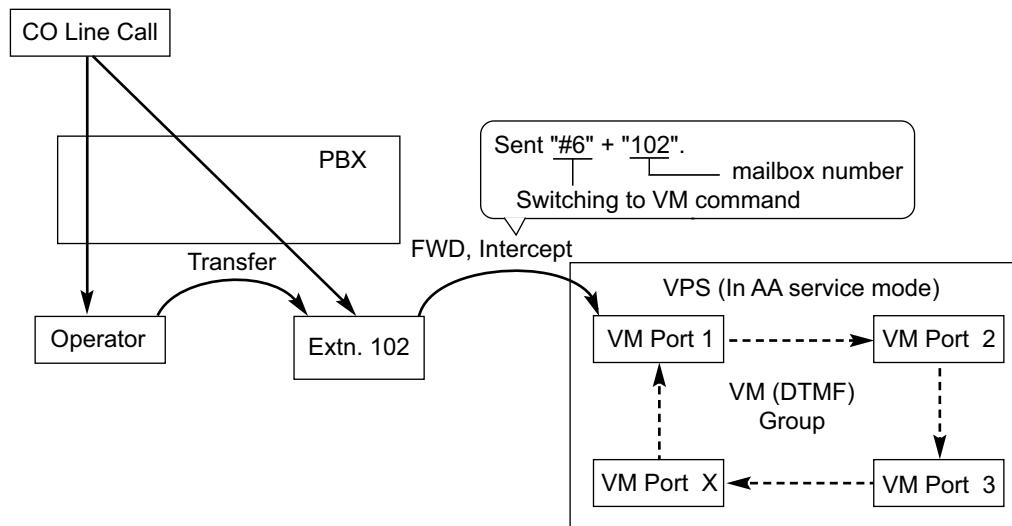 CO Line Call
PBX
Sent "#6" + "102".
mailbox number
Switching to VM command
FWD, Intercept
Transfer
VPS (In AA service mode)
Operator
Extn. 102
VM Port 1
VM Port 2
VM (DTMF)
Group
VM Port X
VM Port 3